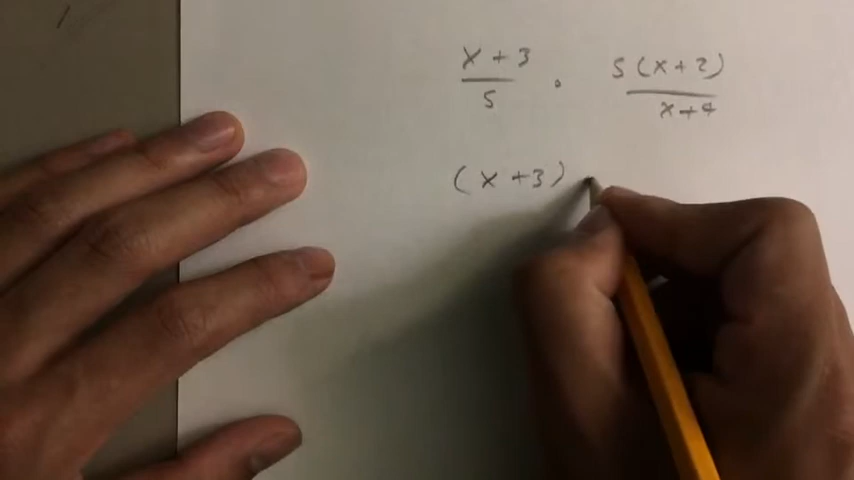 x + 3 5(x + 2)
—— · ——
5 x + 4
(x + 3)